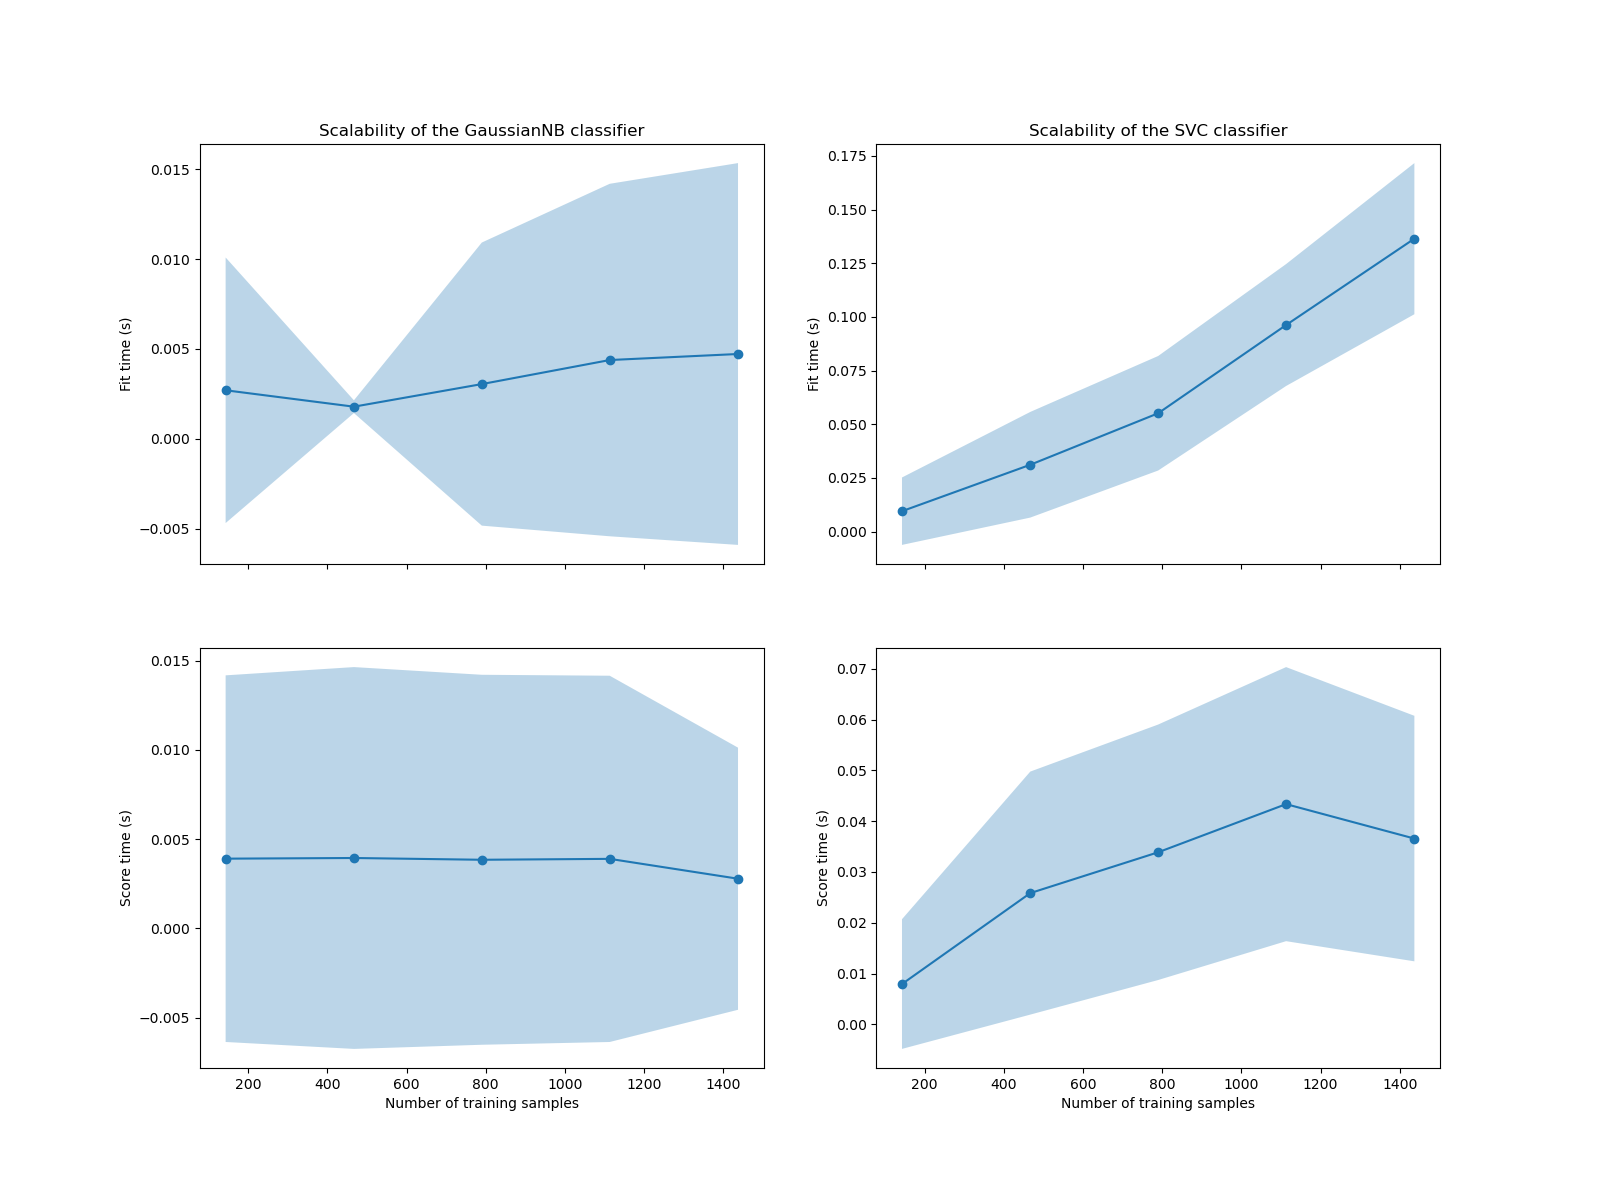 Scalability of the GaussianNB classifier
Fit time (s)
0.015
0.010
0.005
0.000
−0.005
Scalability of the SVC classifier
Fit time (s)
0.175
0.150
0.125
0.100
0.075
0.050
0.025
0.000
Score time (s)
0.015
0.010
0.005
0.000
−0.005
200 400 600 800 1000 1200 1400
Number of training samples
Score time (s)
0.07
0.06
0.05
0.04
0.03
0.02
0.01
0.00
200 400 600 800 1000 1200 1400
Number of training samples